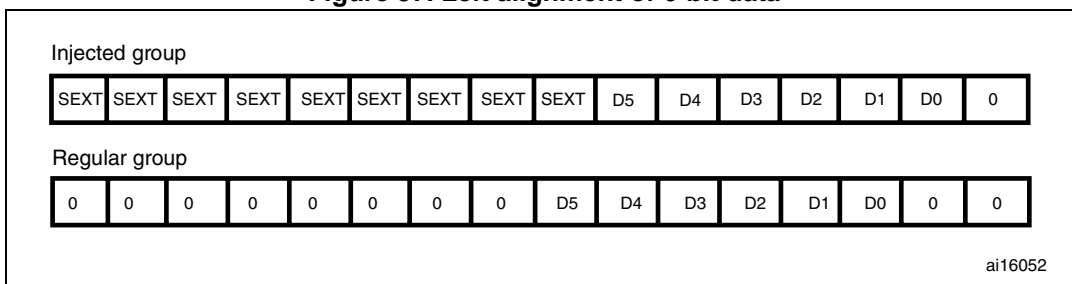 Figure Left alignment of 6-bit data
Injected group
SEXT SEXT SEXT SEXT SEXT SEXT SEXT SEXT SEXT D5 D4 D3 D2 D1 D0 0
Regular group
0 0 0 0 0 0 0 0 D5 D4 D3 D2 D1 D0 0 0
ai16052